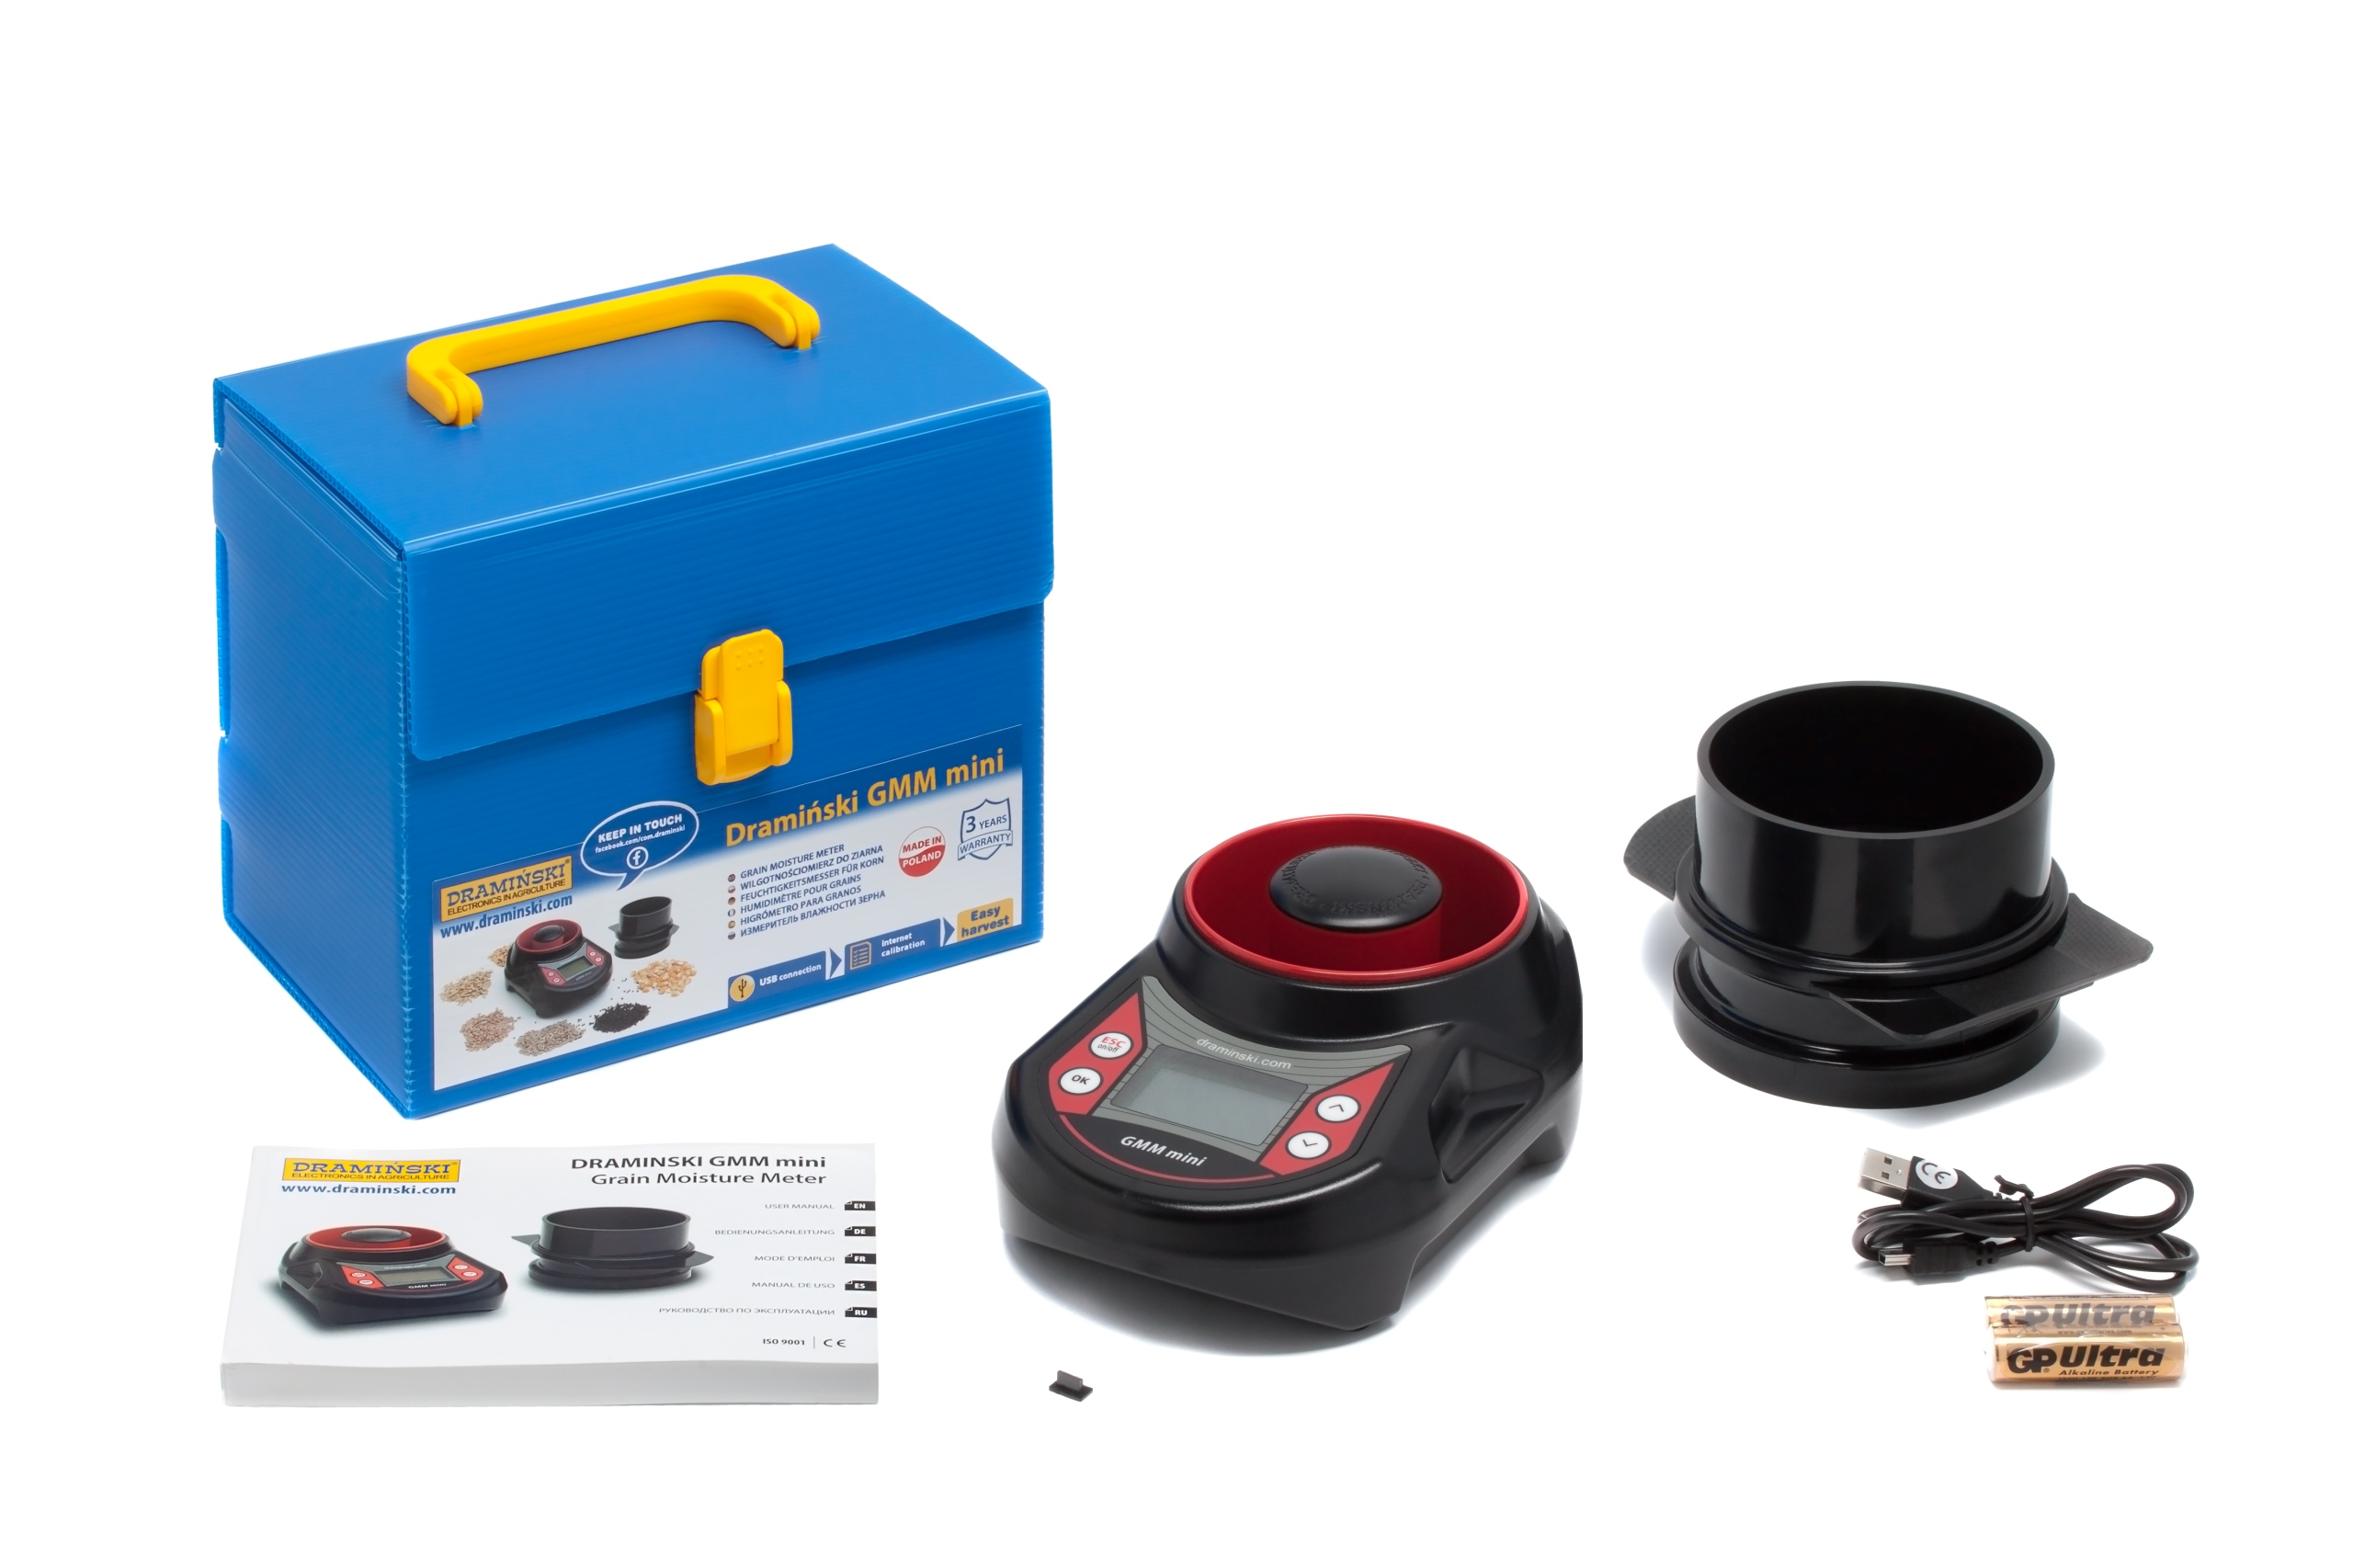 KEEP IN TOUCH
facebook.com/com.draminski
Dramiński GMM mini
GRAIN MOISTURE METER
WILGOTNOŚCIOMIERZ DO ZIARNA
FEUCHTIGKEITSMESSER FÜR KORN
HUMIDIMÈTRE POUR GRAINS
HIGRÓMETRO PARA GRANOS
ИЗМЕРИТЕЛЬ ВЛАЖНОСТИ ЗЕРНА
MADE IN
POLAND
3 YEARS
WARRANTY
DRAMIŃSKI®
ELECTRONICS IN AGRICULTURE
www.draminski.com
USB connection
Internet
calibration
Easy
harvest
ESC
on/off
OK
draminski.com
GMM mini
DRAMIŃSKI®
ELECTRONICS IN AGRICULTURE
www.draminski.com
DRAMINSKI GMM mini
Grain Moisture Meter
USER MANUAL EN
BEDIENUNGSANLEITUNG DE
MODE D'EMPLOI FR
MANUAL DE USO ES
РУКОВОДСТВО ПО ЭКСПЛУАТАЦИИ RU
GMM MINI
ISO 9001 CE
CE
GP Ultra
GP Ultra
Alkaline Battery